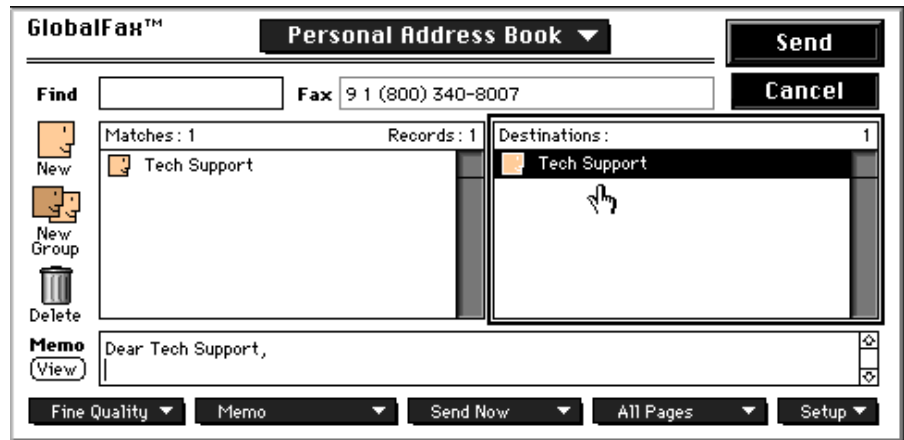 GlobalFax™
Personal Address Book
Send
Find
Fax 9 1 (800) 340-8007
Cancel
New
New
Group
Delete
Matches: 1 Records: 1
Tech Support
Destinations: 1
Tech Support
Memo
View
Dear Tech Support,
Fine Quality Memo Send Now All Pages Setup